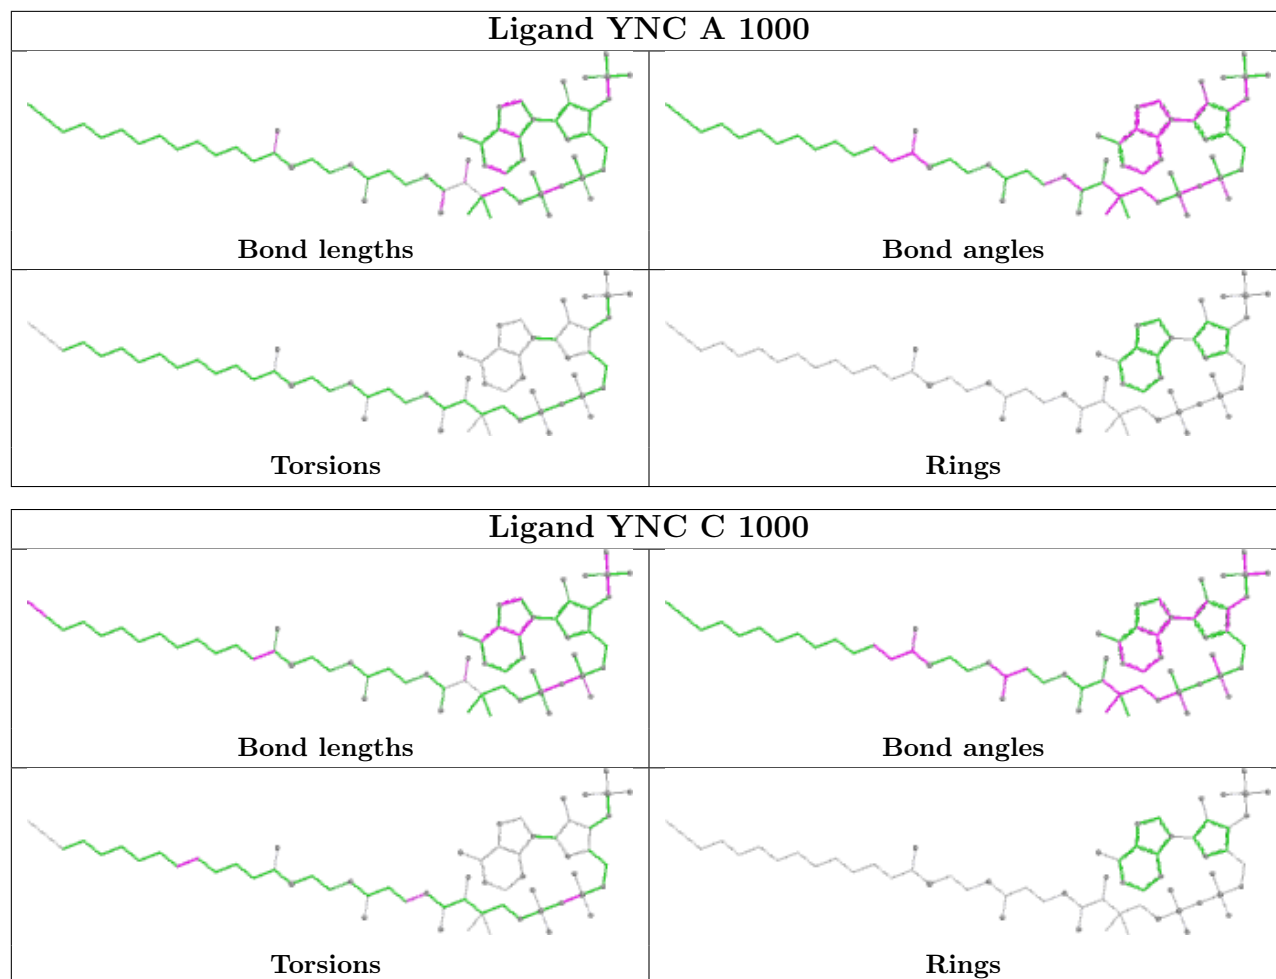 Ligand YNC A 1000
Bond lengths
Bond angles
Torsions
Rings
Ligand YNC C 1000
Bond lengths
Bond angles
Torsions
Rings